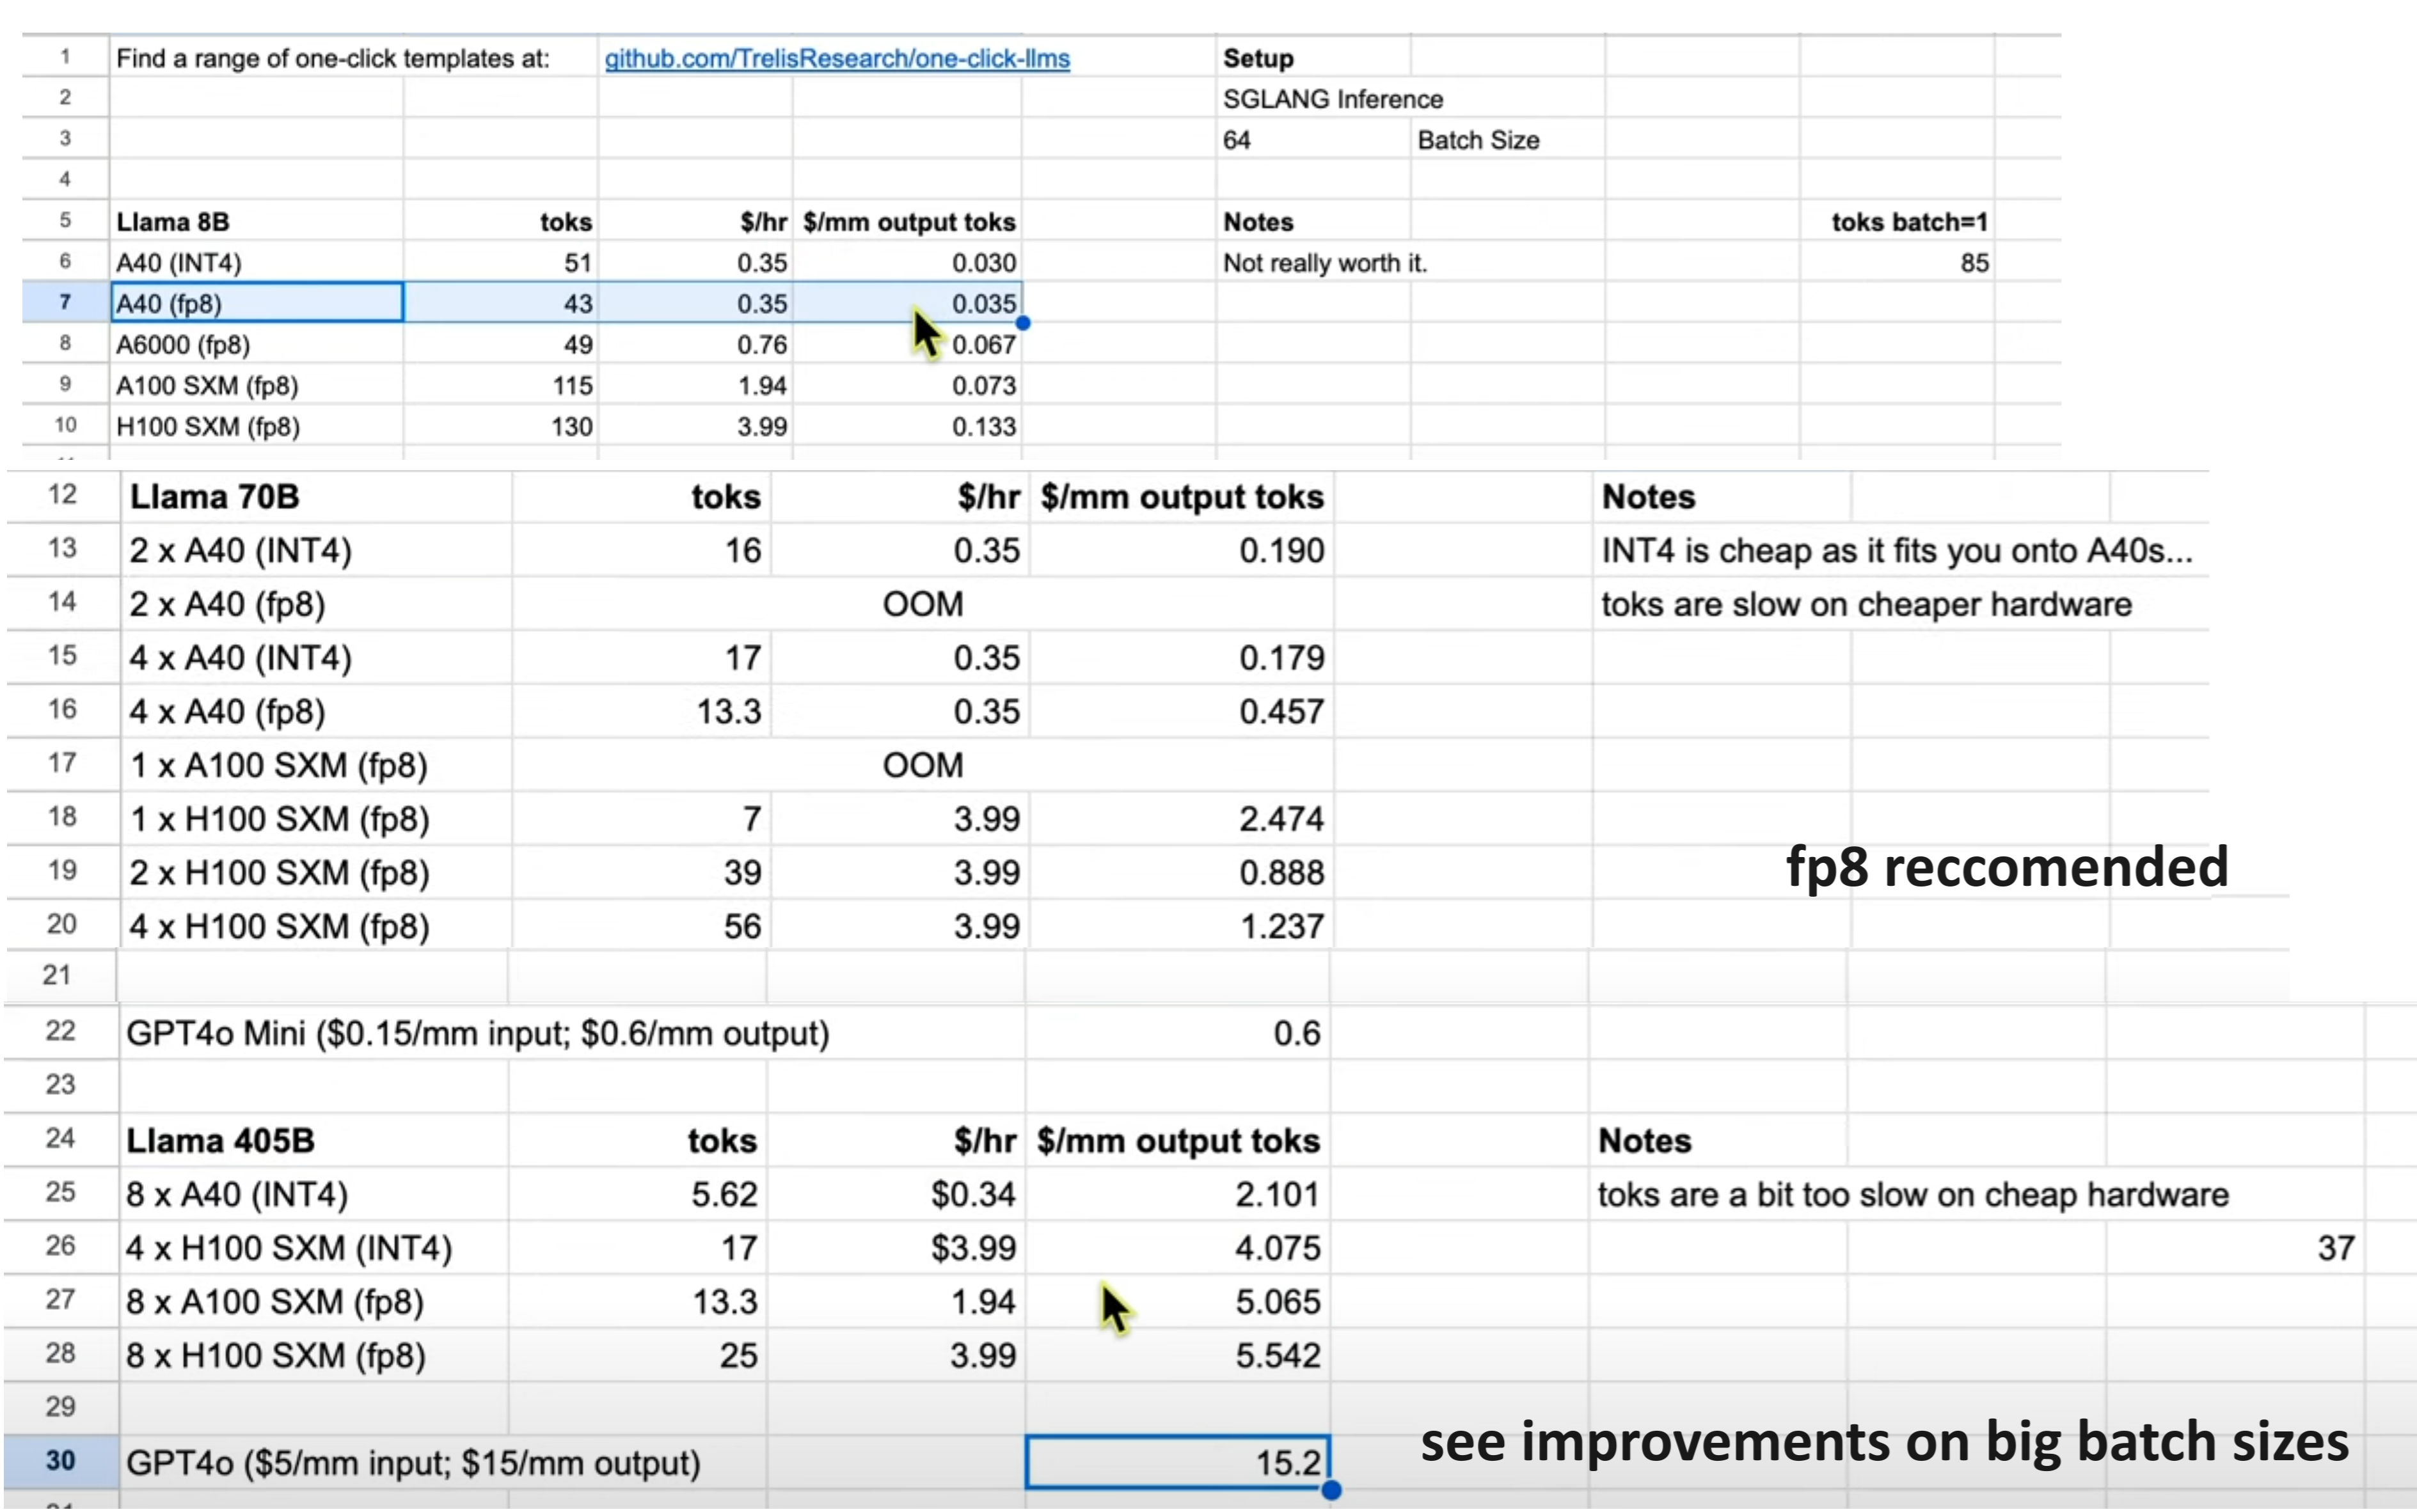 1 Find a range of one-click templates at: github.com/TrelisResearch/one-click-llms Setup
2 SGLANG Inference
3 64 Batch Size
4
5 Llama 8B toks $/hr $/mm output toks Notes toks batch=1
6 A40 (INT4) 51 0.35 0.030 Not really worth it. 85
7 A40 (fp8) 43 0.35 0.035
8 A6000 (fp8) 49 0.76 0.067
9 A100 SXM (fp8) 115 1.94 0.073
10 H100 SXM (fp8) 130 3.99 0.133
12 Llama 70B toks $/hr $/mm output toks Notes
13 2 x A40 (INT4) 16 0.35 0.190 INT4 is cheap as it fits you onto A40s...
14 2 x A40 (fp8) OOM toks are slow on cheaper hardware
15 4 x A40 (INT4) 17 0.35 0.179
16 4 x A40 (fp8) 13.3 0.35 0.457
17 1 x A100 SXM (fp8) OOM
18 1 x H100 SXM (fp8) 7 3.99 2.474
19 2 x H100 SXM (fp8) 39 3.99 0.888 fp8 reccomended
20 4 x H100 SXM (fp8) 56 3.99 1.237
21
22 GPT4o Mini ($0.15/mm input; $0.6/mm output) 0.6
23
24 Llama 405B toks $/hr $/mm output toks Notes
25 8 x A40 (INT4) 5.62 $0.34 2.101 toks are a bit too slow on cheap hardware
26 4 x H100 SXM (INT4) 17 $3.99 4.075 37
27 8 x A100 SXM (fp8) 13.3 1.94 5.065
28 8 x H100 SXM (fp8) 25 3.99 5.542
29
30 GPT4o ($5/mm input; $15/mm output) 15.2 see improvements on big batch sizes